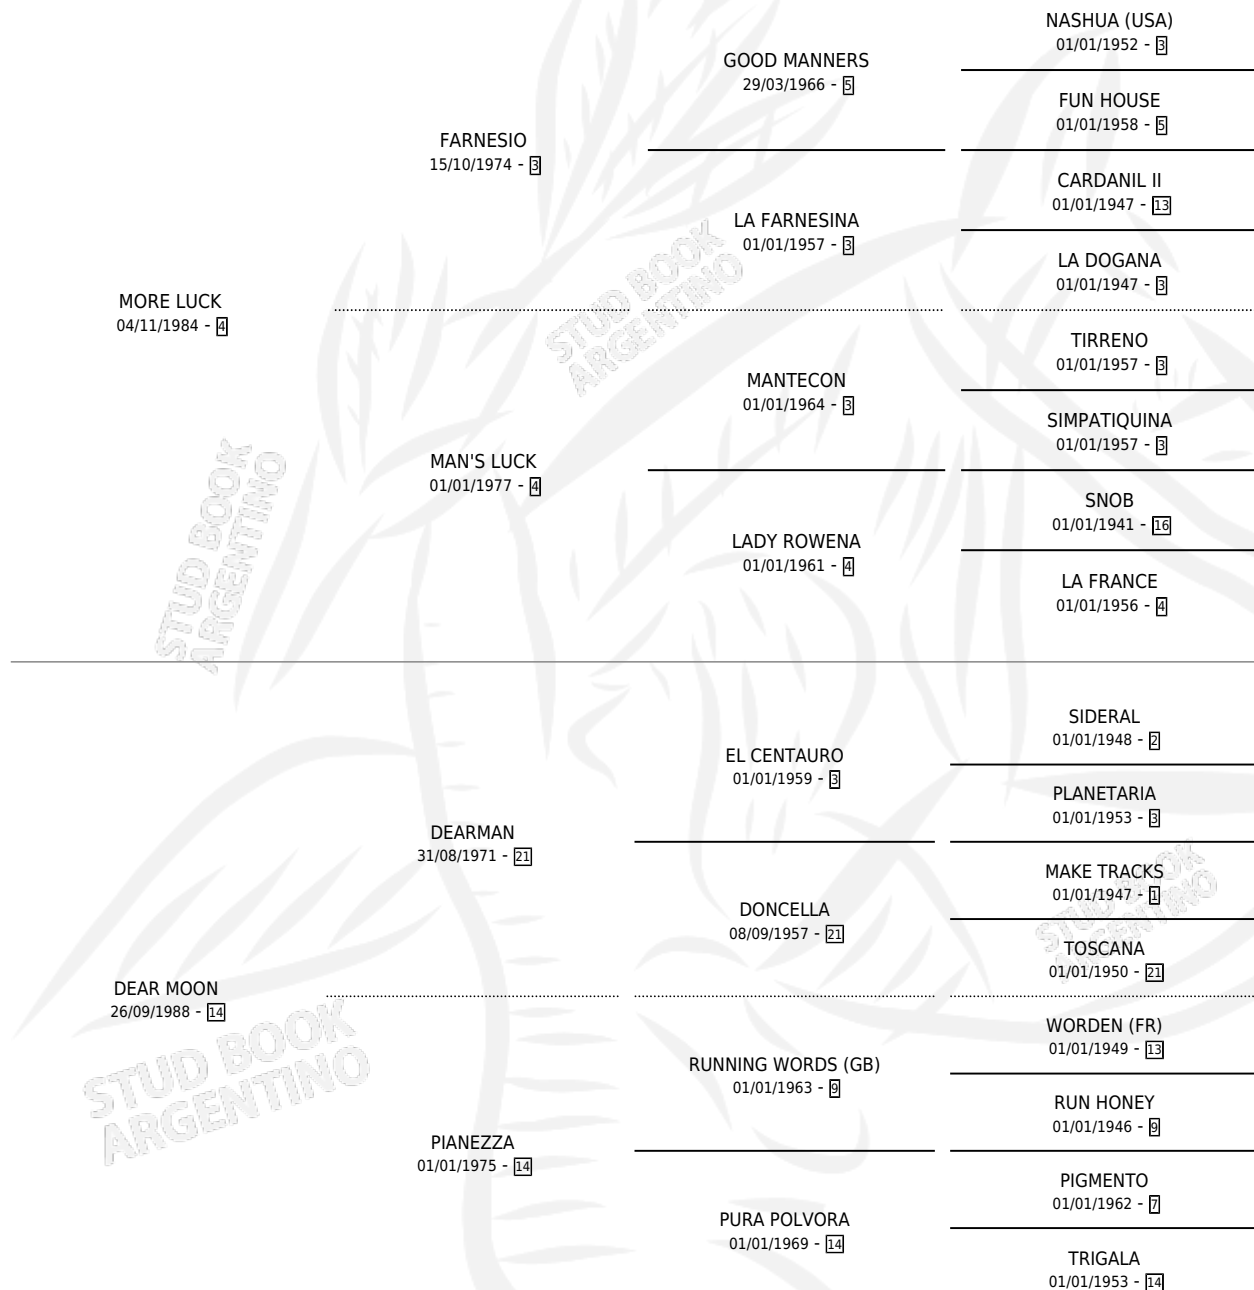 MORE LUCK
04/11/1984 - 4
FARNESIO
15/10/1974 - 3
MAN'S LUCK
01/01/1977 - 4
GOOD MANNERS
29/03/1966 - 5
LA FARNESINA
01/01/1957 - 3
MANTECON
01/01/1964 - 3
LADY ROWENA
01/01/1961 - 4
NASHUA (USA)
01/01/1952 - 3
FUN HOUSE
01/01/1958 - 5
CARDANIL II
01/01/1947 - 13
LA DOGANA
01/01/1947 - 3
TIRRENO
01/01/1957 - 3
SIMPATIQUINA
01/01/1957 - 3
SNOB
01/01/1941 - 16
LA FRANCE
01/01/1956 - 4
DEAR MOON
26/09/1988 - 14
DEARMAN
31/08/1971 - 21
PIANEZZA
01/01/1975 - 14
EL CENTAURO
01/01/1959 - 3
DONCELLA
08/09/1957 - 21
RUNNING WORDS (GB)
01/01/1963 - 9
PURA POLVORA
01/01/1969 - 14
SIDERAL
01/01/1948 - 2
PLANETARIA
01/01/1953 - 3
MAKE TRACKS
01/01/1947 - 1
TOSCANA
01/01/1950 - 21
WORDEN (FR)
01/01/1949 - 13
RUN HONEY
01/01/1946 - 9
PIGMENTO
01/01/1962 - 7
TRIGALA
01/01/1953 - 14
STUD BOOK
ARGENTINO
STUD BOOK
ARGENTINO
STUD BOOK
ARGENTINO
STUD BOOK
ARGENTINO